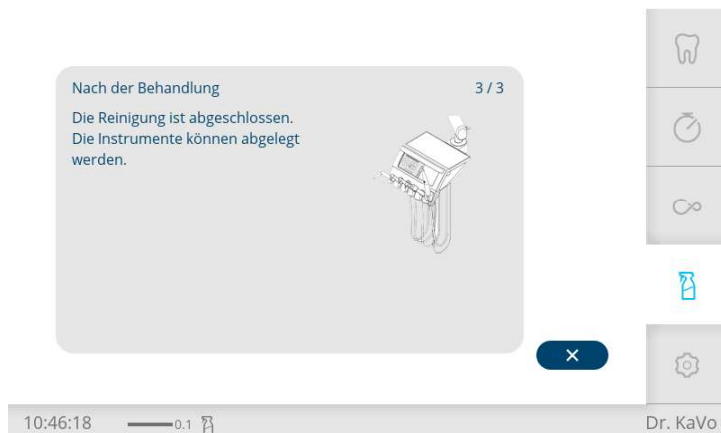 Nach der Behandlung 3 / 3
Die Reinigung ist abgeschlossen.
Die Instrumente können abgelegt
werden.
10:46:18 0.1 Dr. KaVo